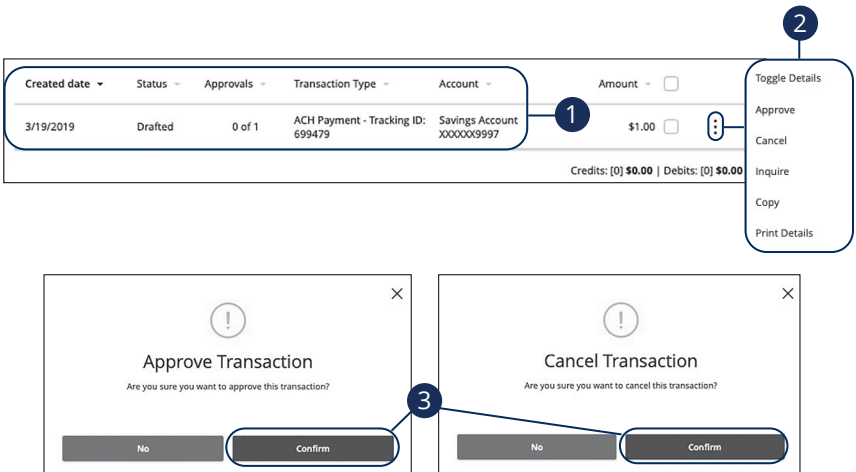 2
Created date Status Approvals Transaction Type Account Amount
Toggle Details
Approve
1
3/19/2019 Drafted 0 of 1 ACH Payment - Tracking ID: Savings Account $1.00
699479 XXXXXX9997
Cancel
Credits: [0] $0.00 | Debits: [0] $0.00
Inquire
Copy
Print Details
Approve Transaction
Are you sure you want to approve this transaction?
No Confirm
3
Cancel Transaction
Are you sure you want to cancel this transaction?
No Confirm